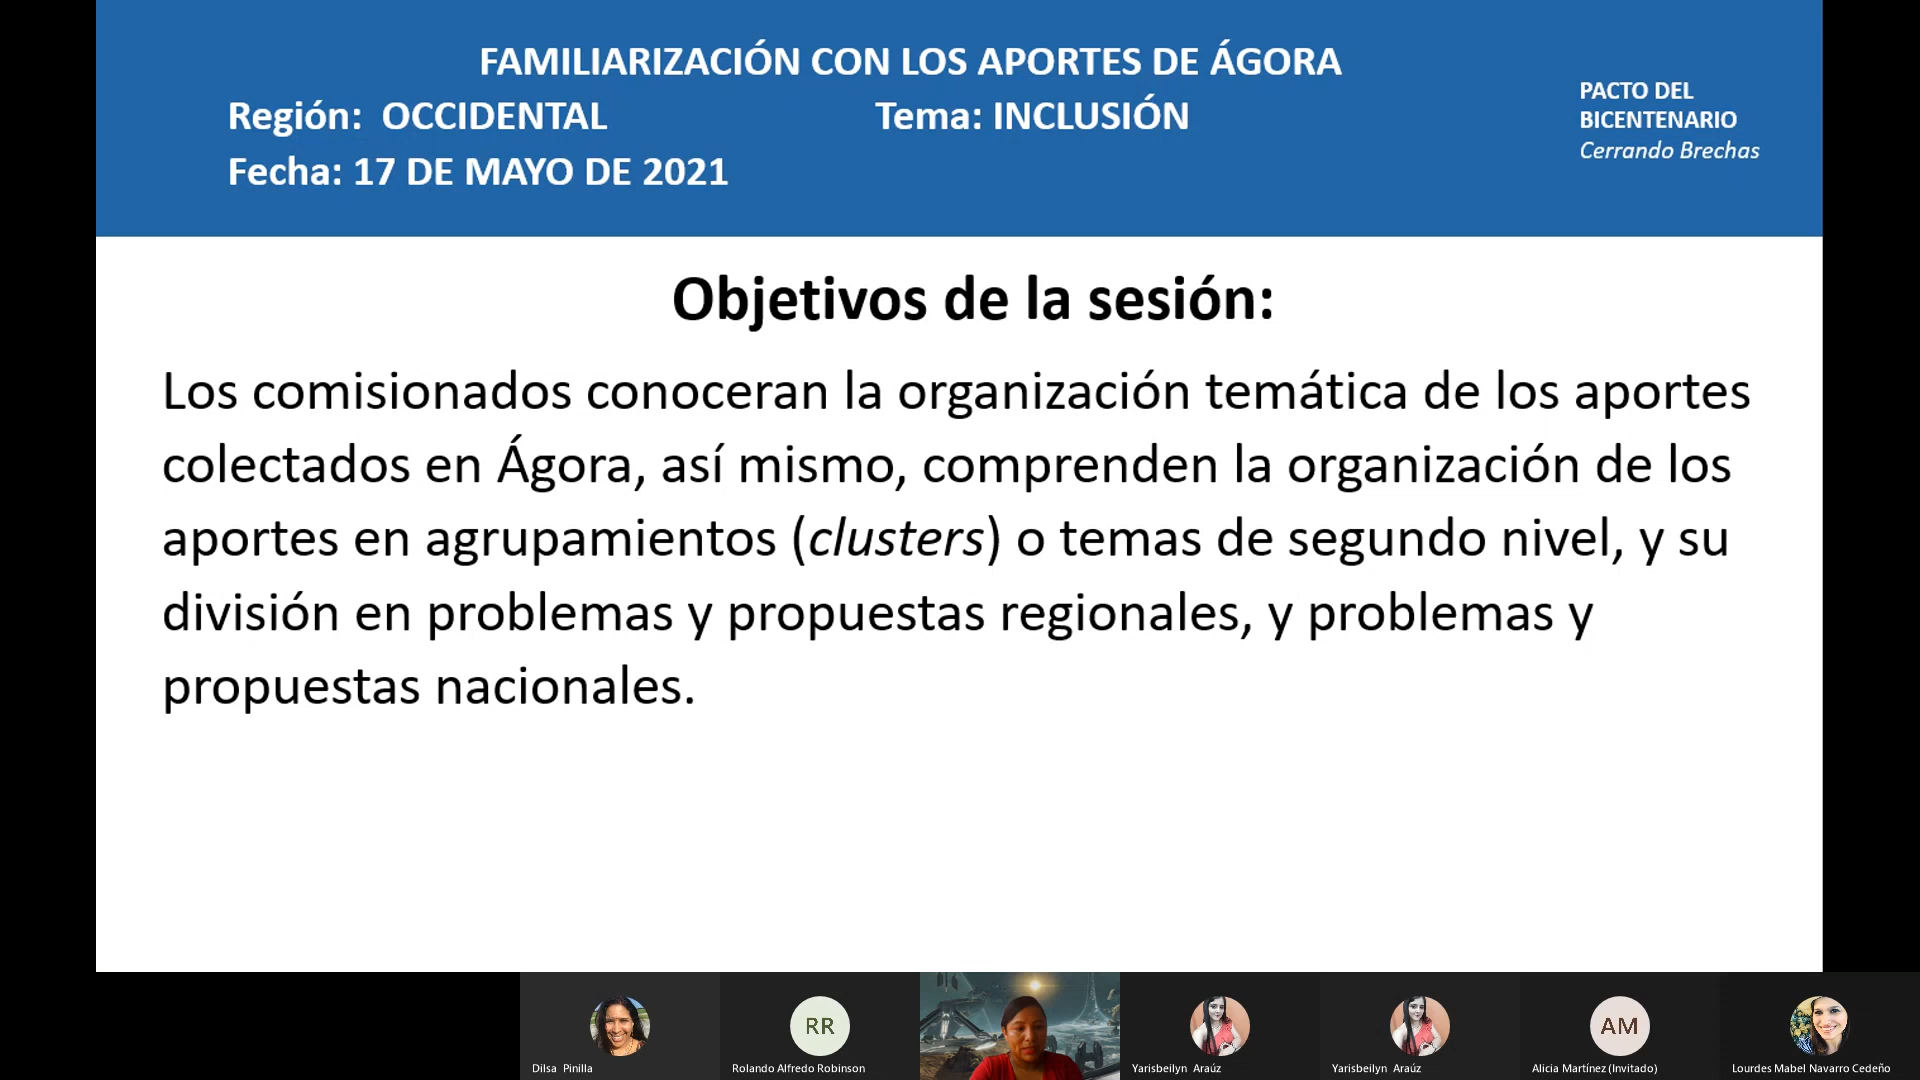 FAMILIARIZACIÓN CON LOS APORTES DE ÁGORA
Región: OCCIDENTAL Tema: INCLUSIÓN
Fecha: 17 DE MAYO DE 2021
PACTO DEL
BICENTENARIO
Cerrando Brechas
Objetivos de la sesión:
Los comisionados conoceran la organización temática de los aportes
colectados en Ágora, así mismo, comprenden la organización de los
aportes en agrupamientos (clusters) o temas de segundo nivel, y su
división en problemas y propuestas regionales, y problemas y
propuestas nacionales.
RR
AM
Dilsa Pinilla
Rolando Alfredo Robinson
Yarisbeilyn Araúz
Yarisbeilyn Araúz
Alicia Martínez (Invitado)
Lourdes Mabel Navarro Cedeño